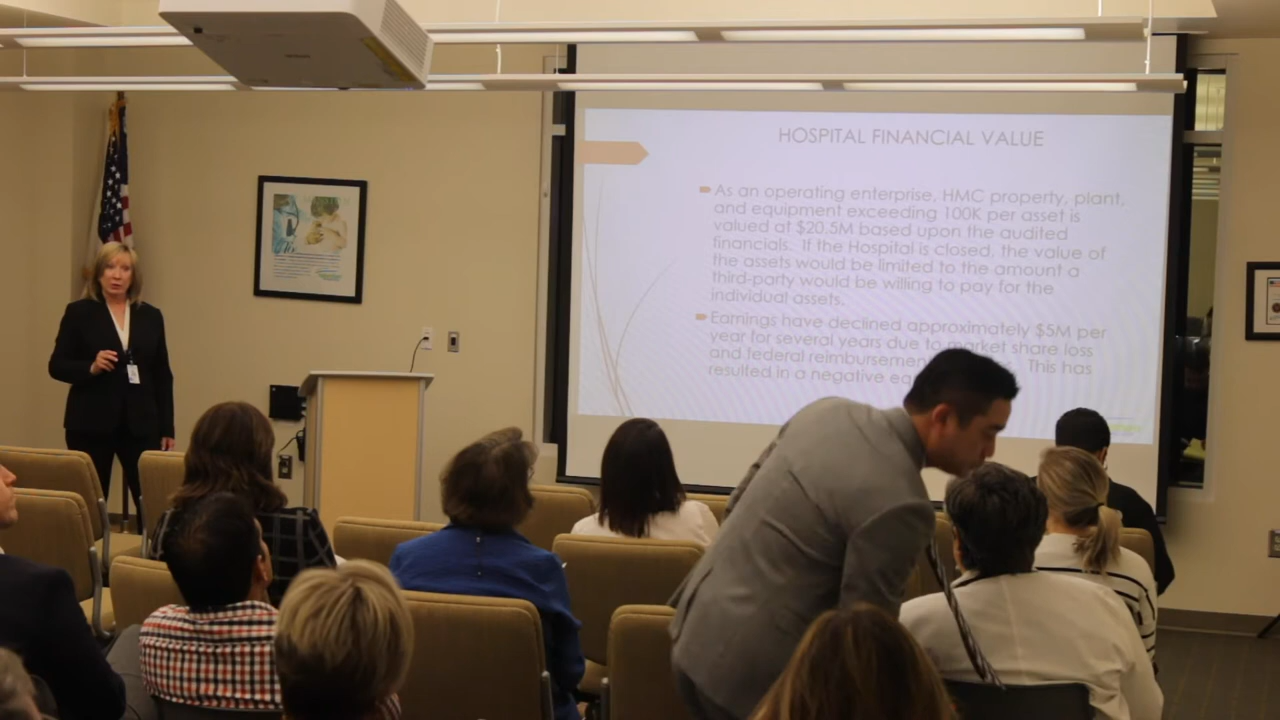 HOSPITAL FINANCIAL VALUE
As an operating enterprise, HMC property, plant,
and equipment exceeding 100K per asset is
valued at $20.5M based upon the audited
financials. If the Hospital is closed, the value of
the assets would be limited to the amount a
third-party would be willing to pay for the
individual assets.
Earnings have declined approximately $5M per
year for several years due to market share loss
and federal reimbursemen This has
resulted in a negative eq